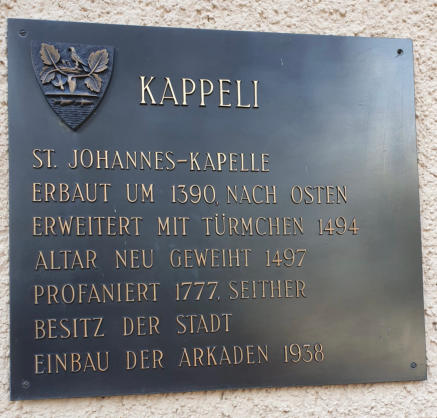 KAPPELI
ST. JOHANNES-KAPELLE
ERBAUT UM 1390, NACH OSTEN
ERWEITERT MIT TÜRMCHEN 1494
ALTAR NEU GEWEIHT 1497
PROFANIERT 1777, SEITHER
BESITZ DER STADT
EINBAU DER ARKADEN 1938